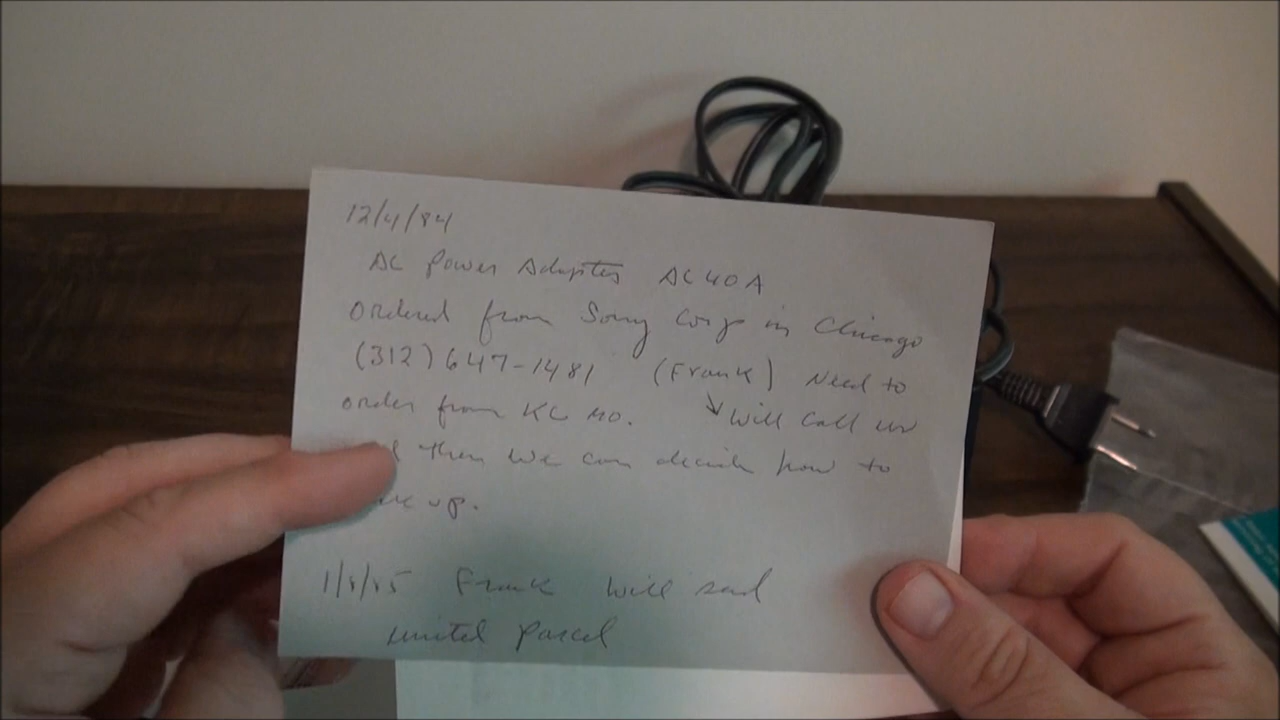 12/4/84
AC Power Adapter AC40A
Ordered from Sony Corp in Chicago
(312) 647-1481 (Frank) Need to
order from KC MO. ↘ Will call us
then we can decide how to
up.
1/8/85 Frank will send
united parcel